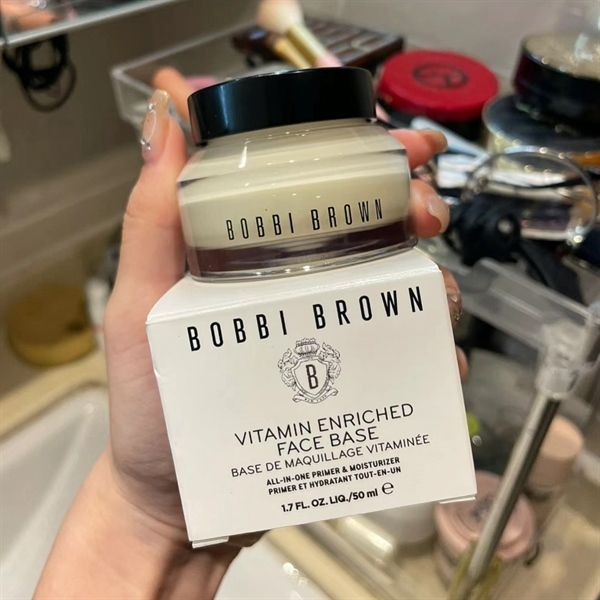 BOBBI BROWN
BOBBI BROWN
B
VITAMIN ENRICHED
FACE BASE
BASE DE MAQUILLAGE VITAMINÉE
ALL-IN-ONE PRIMER & MOISTURIZER
PRIMER ET HYDRATANT TOUT-EN-UN
1.7 FL. OZ. LIQ./50 ml ℮